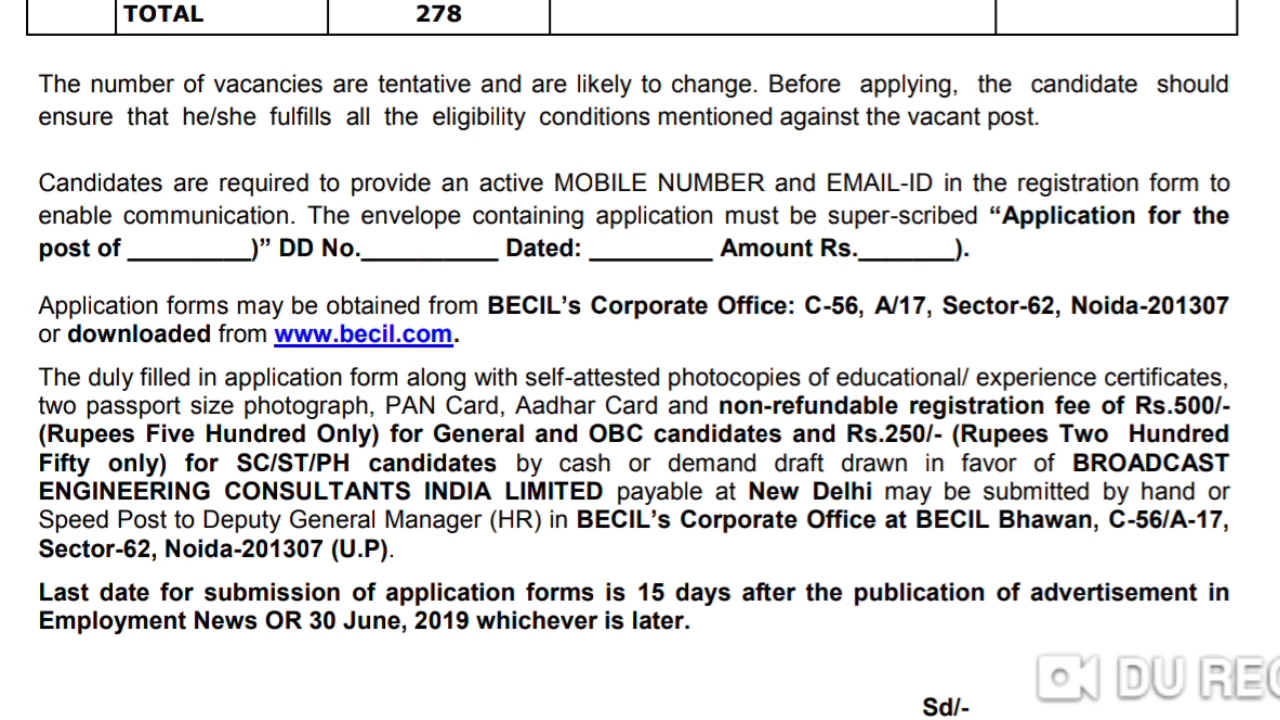 TOTAL 278
The number of vacancies are tentative and are likely to change. Before applying, the candidate should
ensure that he/she fulfills all the eligibility conditions mentioned against the vacant post.
Candidates are required to provide an active MOBILE NUMBER and EMAIL-ID in the registration form to
enable communication. The envelope containing application must be super-scribed “Application for the
post of _________)” DD No.__________ Dated: _________ Amount Rs._______).
Application forms may be obtained from BECIL’s Corporate Office: C-56, A/17, Sector-62, Noida-201307
or downloaded from www.becil.com.
The duly filled in application form along with self-attested photocopies of educational/ experience certificates,
two passport size photograph, PAN Card, Aadhar Card and non-refundable registration fee of Rs.500/-
(Rupees Five Hundred Only) for General and OBC candidates and Rs.250/- (Rupees Two Hundred
Fifty only) for SC/ST/PH candidates by cash or demand draft drawn in favor of BROADCAST
ENGINEERING CONSULTANTS INDIA LIMITED payable at New Delhi may be submitted by hand or
Speed Post to Deputy General Manager (HR) in BECIL’s Corporate Office at BECIL Bhawan, C-56/A-17,
Sector-62, Noida-201307 (U.P).
Last date for submission of application forms is 15 days after the publication of advertisement in
Employment News OR 30 June, 2019 whichever is later.
DU REC
Sd/-